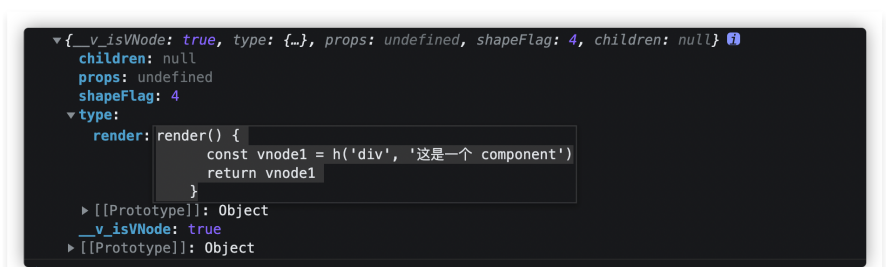 ▼{__v_isVNode: true, type: {…}, props: undefined, shapeFlag: 4, children: null} i
children: null
props: undefined
shapeFlag: 4
▼type:
render: render() {
const vnode1 = h('div', '这是一个 component')
return vnode1
}
▶[[Prototype]]: Object
__v_isVNode: true
▶[[Prototype]]: Object